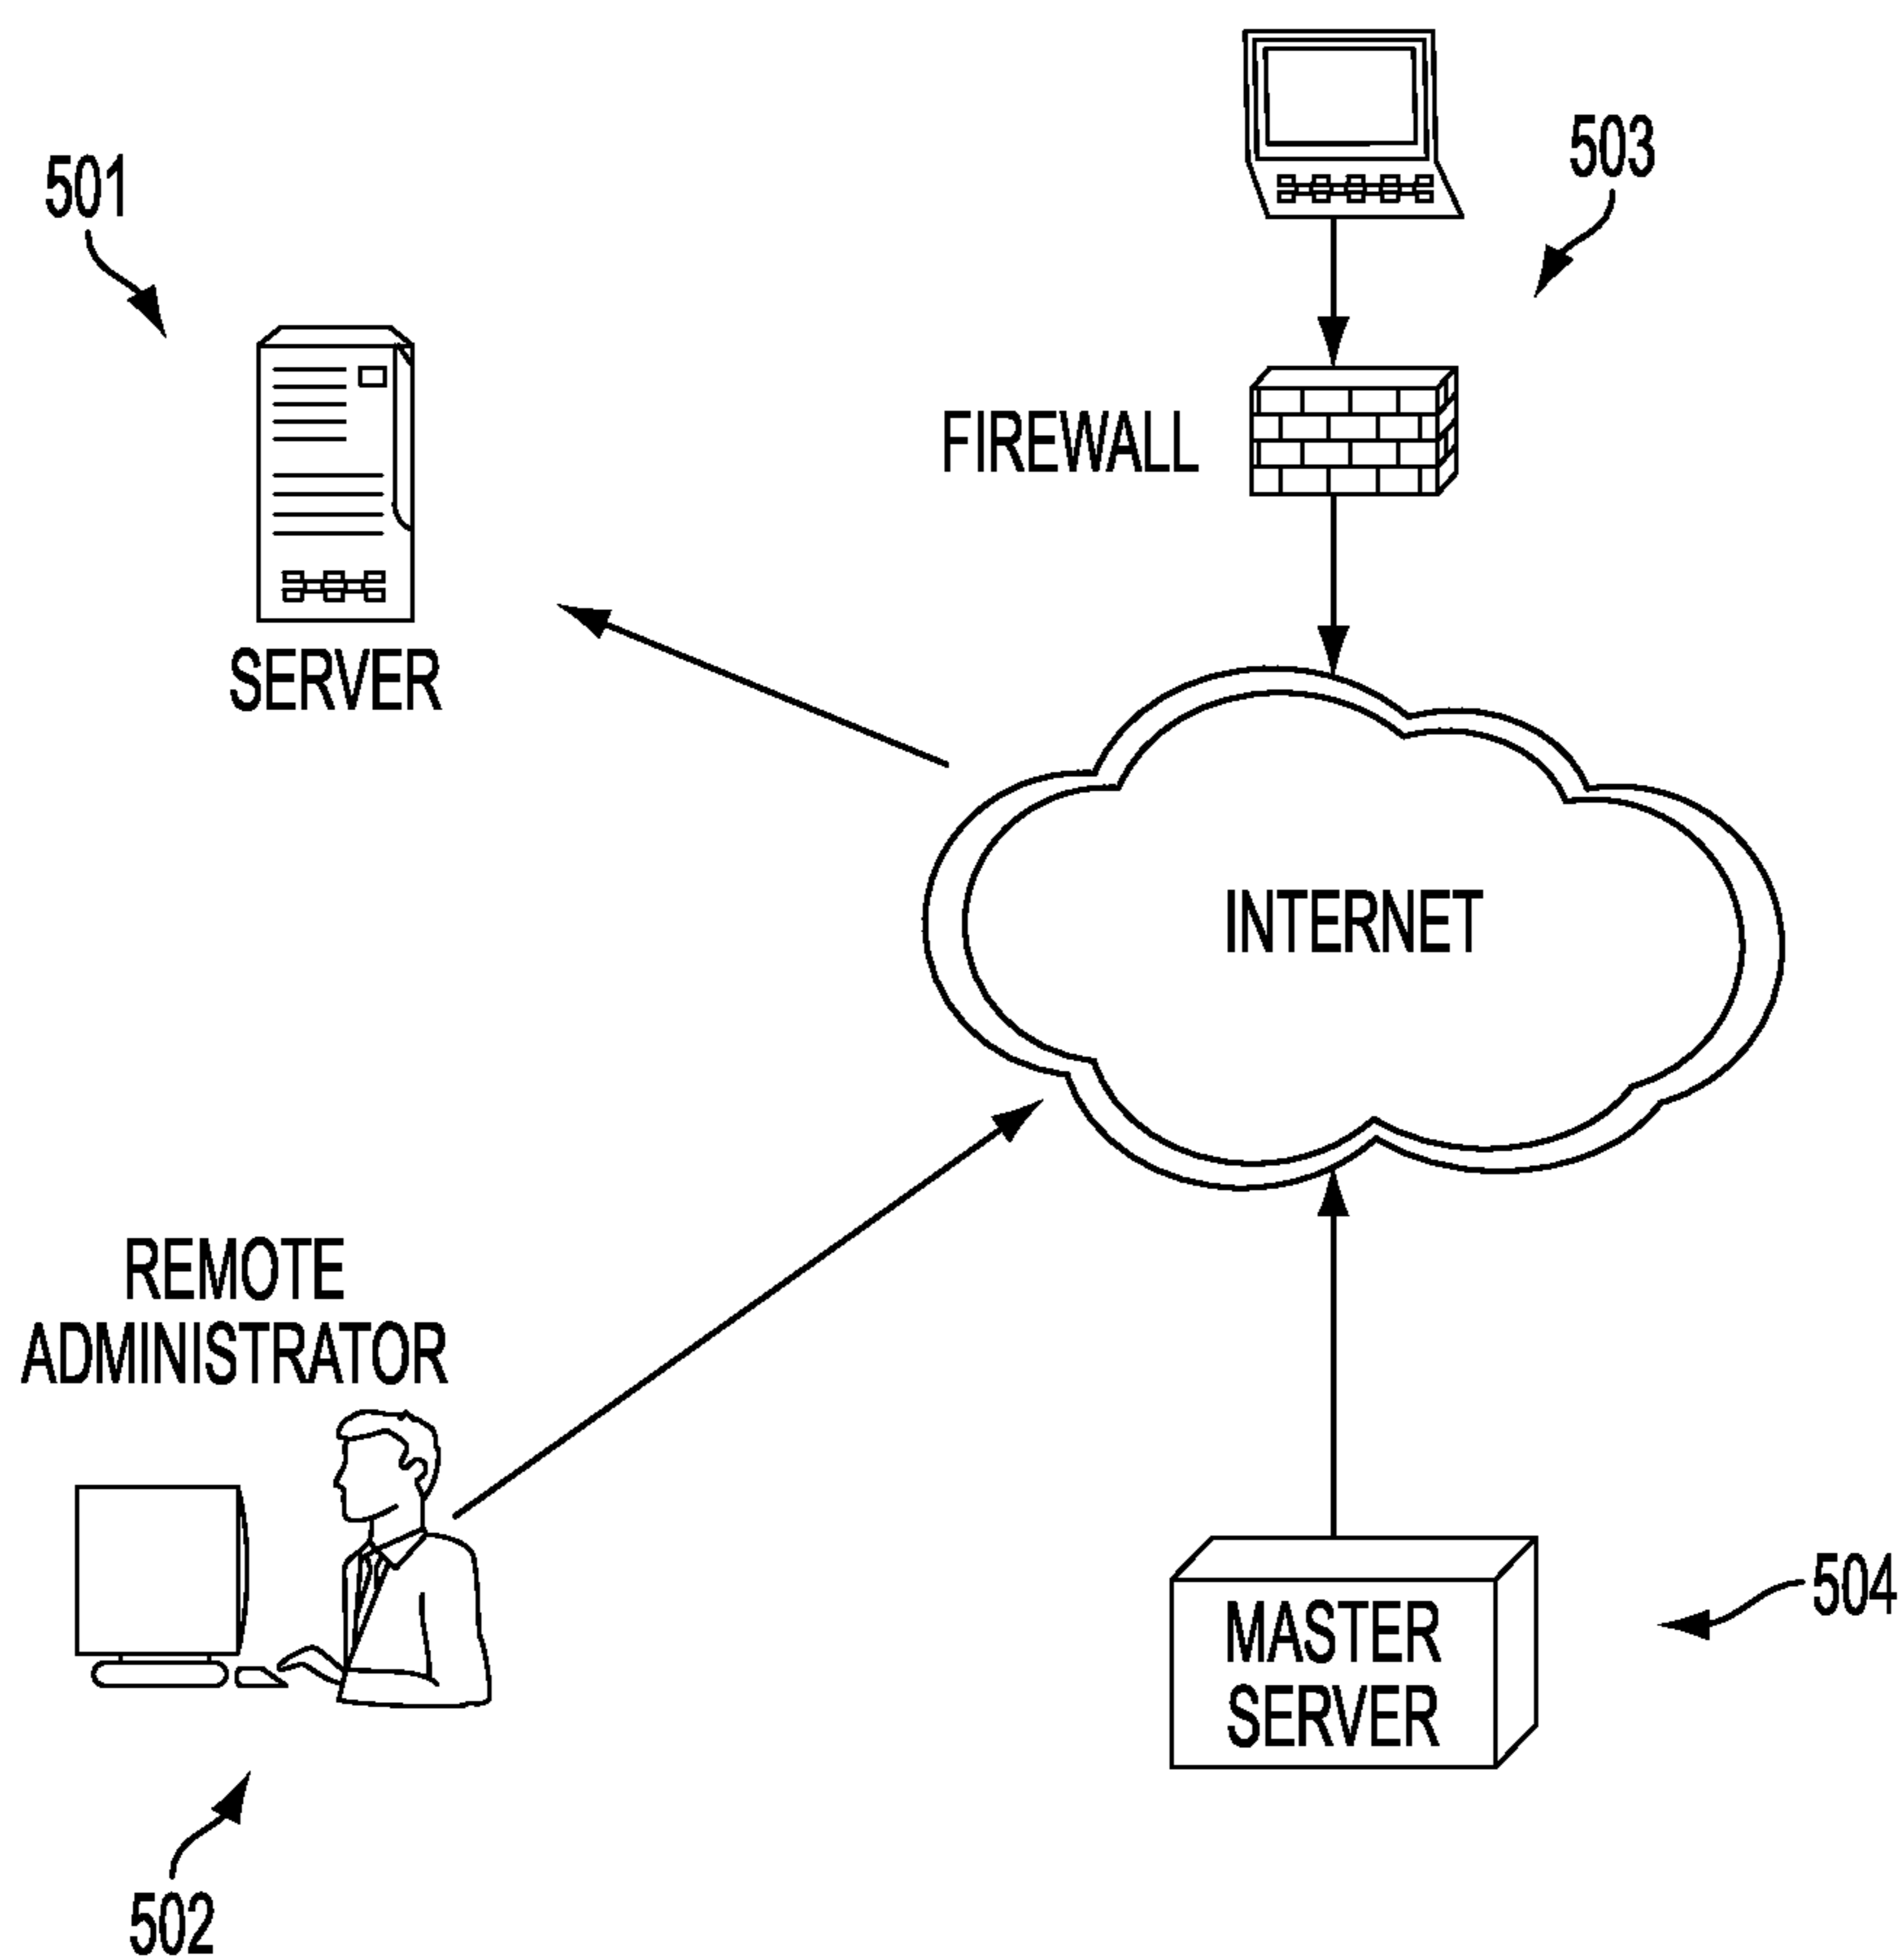 501
503
FIREWALL
SERVER
INTERNET
REMOTE
ADMINISTRATOR
504
MASTER
SERVER
502